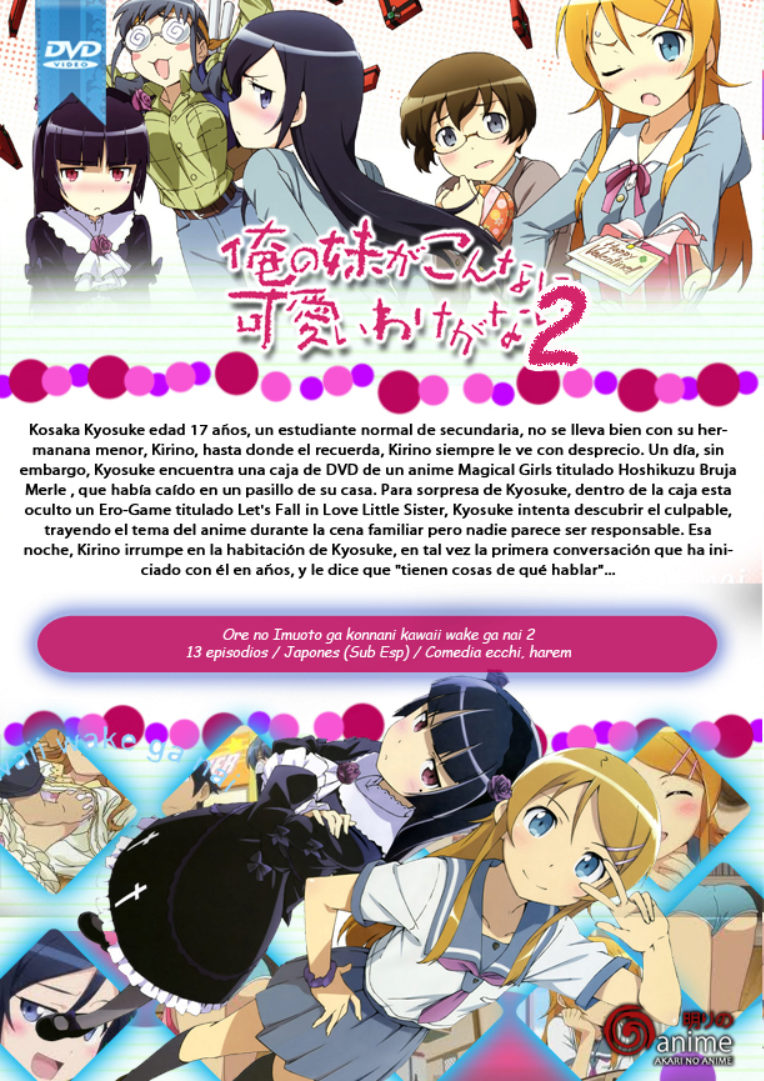 DVD
VIDEO
Happy
Valentine!
俺の妹がこんなに
可愛いわけがない
2
Kosaka Kyosuke edad 17 años, un estudiante normal de secundaria, no se lleva bien con su her-
manana menor, Kirino, hasta donde el recuerda, Kirino siempre le ve con desprecio. Un día, sin
embargo, Kyosuke encuentra una caja de DVD de un anime Magical Girls titulado Hoshikuzu Bruja
Merle , que había caído en un pasillo de su casa. Para sorpresa de Kyosuke, dentro de la caja esta
oculto un Ero-Game titulado Let's Fall in Love Little Sister, Kyosuke intenta descubrir el culpable,
trayendo el tema del anime durante la cena familiar pero nadie parece ser responsable. Esa
noche, Kirino irrumpe en la habitación de Kyosuke, en tal vez la primera conversación que ha ini-
ciado con él en años, y le dice que "tienen cosas de qué hablar"...
Ore no Imuoto ga konnani kawaii wake ga nai 2
13 episodios / Japones (Sub Esp) / Comedia ecchi, harem
wake ga nai
明りの
anime
AKARI NO ANIME